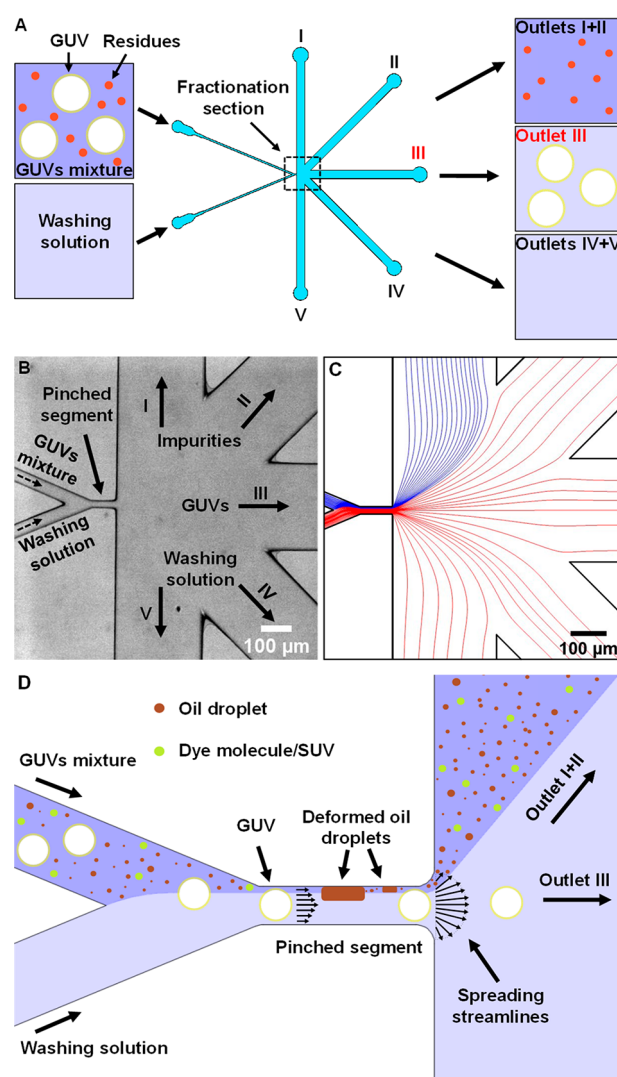 A
GUV
Residues
GUVs mixture
Washing
solution
Fractionation
section
I
II
III
IV
V
Outlets I+II
Outlet III
Outlets IV+V
B
Pinched
segment
GUVs
mixture
Washing
solution
I
II
Impurities
GUVs
III
Washing
solution
IV
V
100 µm
C
100 µm
D
Oil droplet
Dye molecule/SUV
GUVs mixture
GUV
Deformed oil
droplets
Outlet I+II
Outlet III
Pinched segment
Spreading
streamlines
Washing solution